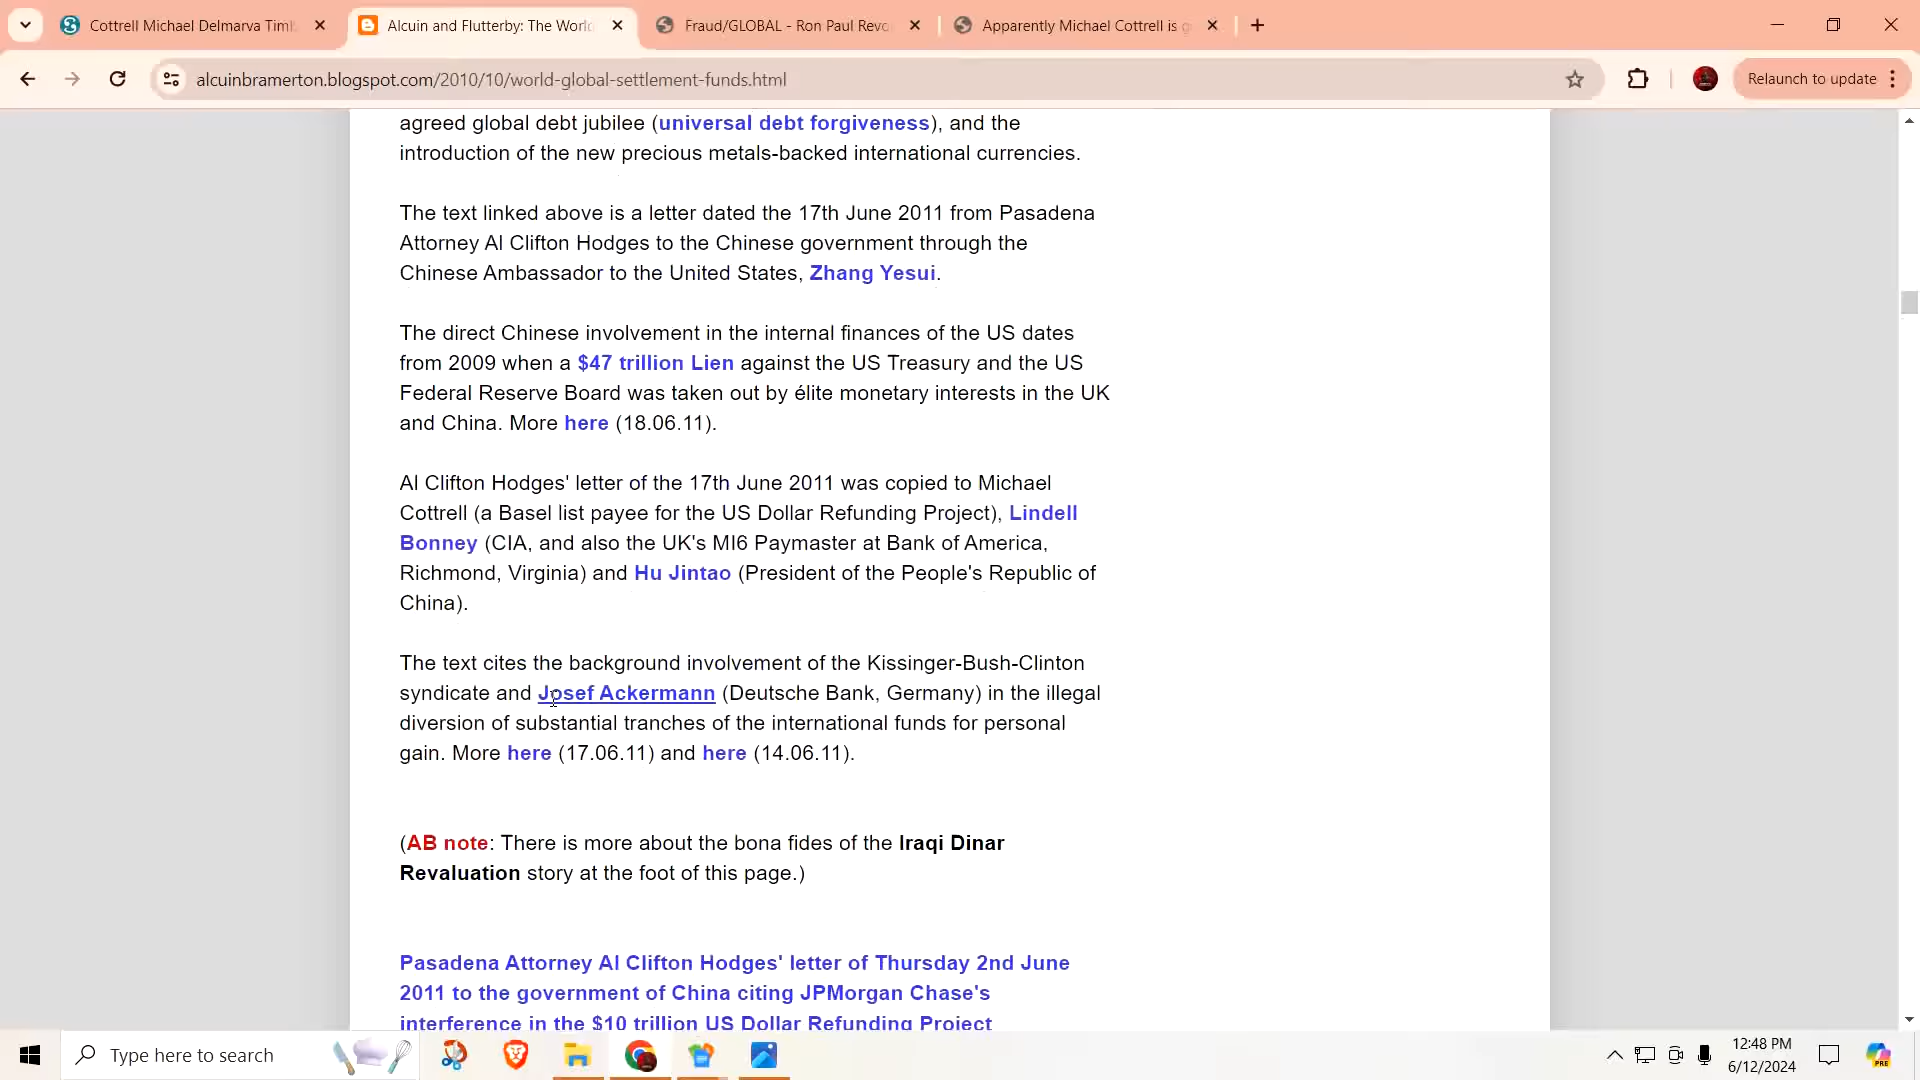 Cottrell Michael Delmarva Timb
Alcuin and Flutterby: The World
Fraud/GLOBAL - Ron Paul Revo
Apparently Michael Cottrell is g
alcuinbramerton.blogspot.com/2010/10/world-global-settlement-funds.html
Relaunch to update
agreed global debt jubilee (universal debt forgiveness), and the
introduction of the new precious metals-backed international currencies.
The text linked above is a letter dated the 17th June 2011 from Pasadena
Attorney Al Clifton Hodges to the Chinese government through the
Chinese Ambassador to the United States, Zhang Yesui.
The direct Chinese involvement in the internal finances of the US dates
from 2009 when a $47 trillion Lien against the US Treasury and the US
Federal Reserve Board was taken out by élite monetary interests in the UK
and China. More here (18.06.11).
Al Clifton Hodges' letter of the 17th June 2011 was copied to Michael
Cottrell (a Basel list payee for the US Dollar Refunding Project), Lindell
Bonney (CIA, and also the UK's MI6 Paymaster at Bank of America,
Richmond, Virginia) and Hu Jintao (President of the People's Republic of
China).
The text cites the background involvement of the Kissinger-Bush-Clinton
syndicate and Josef Ackermann (Deutsche Bank, Germany) in the illegal
diversion of substantial tranches of the international funds for personal
gain. More here (17.06.11) and here (14.06.11).
(AB note: There is more about the bona fides of the Iraqi Dinar
Revaluation story at the foot of this page.)
Pasadena Attorney Al Clifton Hodges' letter of Thursday 2nd June
2011 to the government of China citing JPMorgan Chase's
interference in the $10 trillion US Dollar Refunding Project
Type here to search
12:48 PM
6/12/2024
PRE